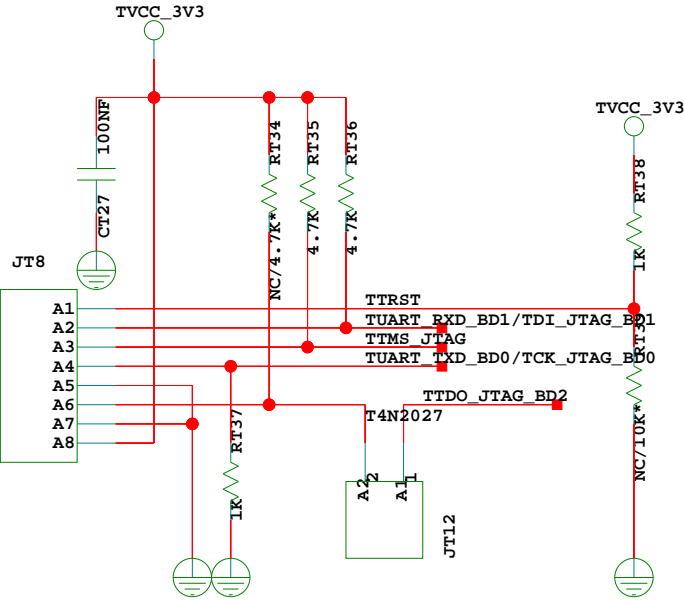 TVCC_3V3
100NF
CT27
RT34
NC/4.7K*
RT35
4.7K
RT36
4.7K
TVCC_3V3
RT38
1K
JT8
A1
A2
A3
A4
A5
A6
A7
A8
TTRST
TUART_RXD_BD1/TDI_JTAG_BD1
TTMS_JTAG
TUART_TXD_BD0/TCK_JTAG_BD0
TTDO_JTAG_BD2
T4N2027
RT37
1K
NC/10K*
A2
2
A1
1
JT12